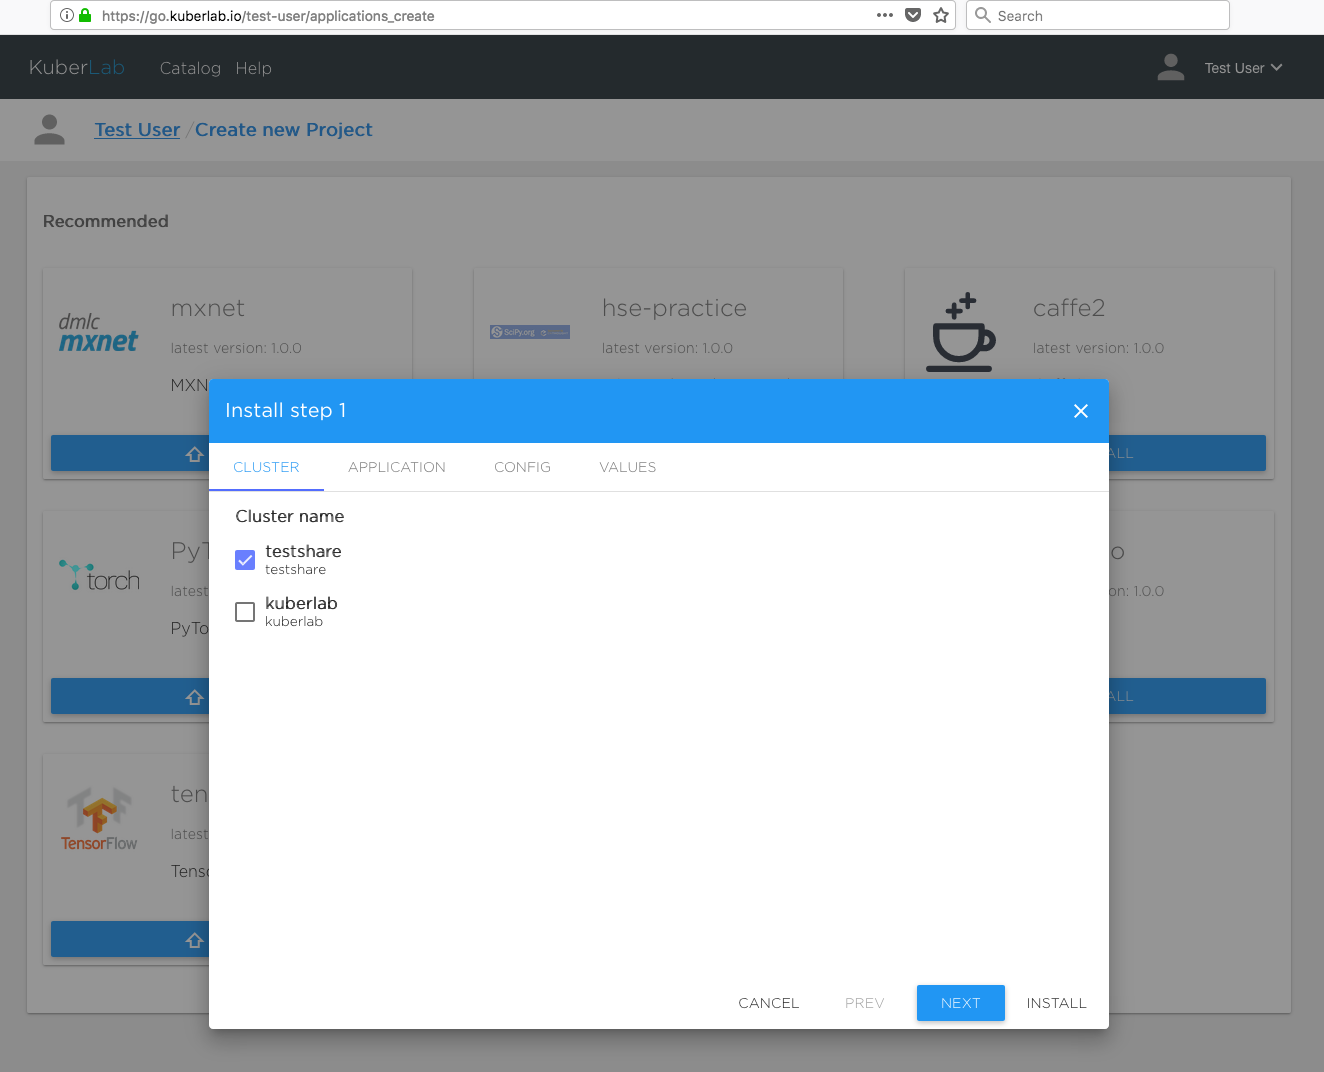 https://go.kuberlab.io/test-user/applications_create
Search
KuberLab Catalog Help
Test User
Test User / Create new Project
Recommended
dmlc
mxnet
mxnet
latest version: 1.0.0
SciPy.org
hse-practice
latest version: 1.0.0
caffe2
latest version: 1.0.0
MXN
Install step 1
CLUSTER APPLICATION CONFIG VALUES
Cluster name
testshare
testshare
kuberlab
kuberlab
ALL
torch
PyT
latest
PyTo
o
on: 1.0.0
ALL
TensorFlow
ten
latest
Tenso
CANCEL PREV NEXT INSTALL